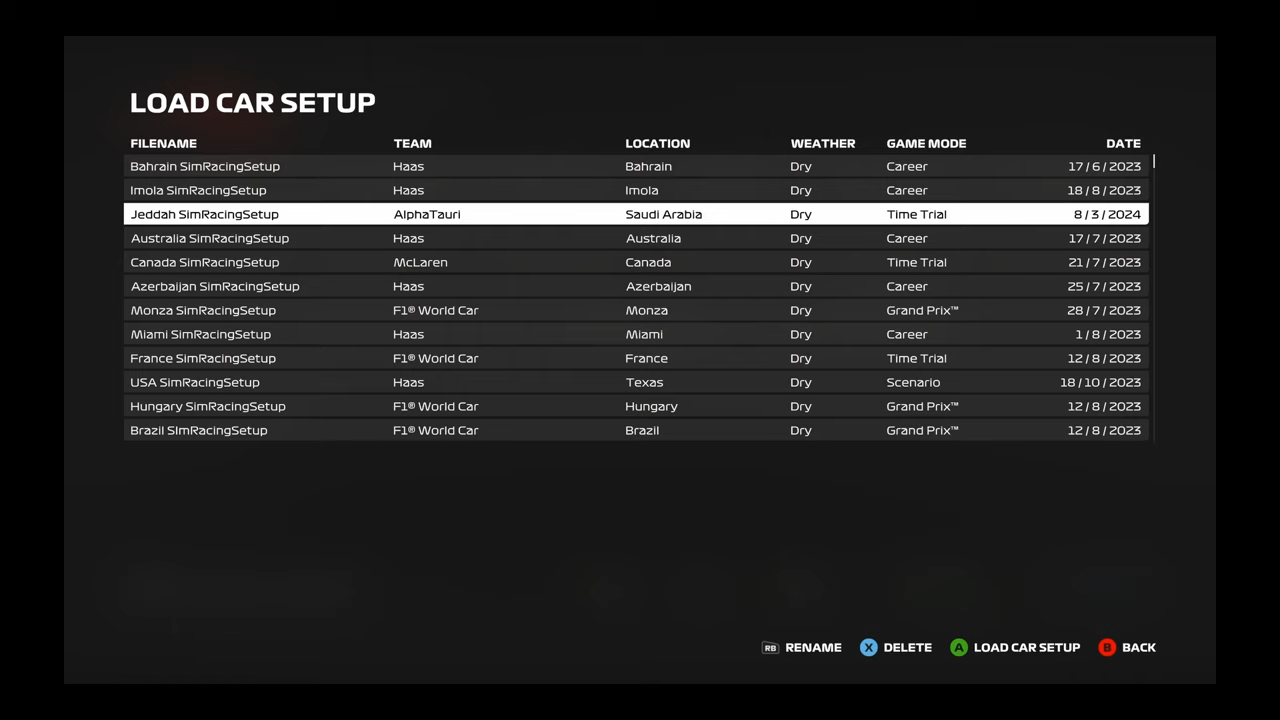 LOAD CAR SETUP
FILENAME TEAM LOCATION WEATHER GAME MODE DATE
Bahrain SimRacingSetup Haas Bahrain Dry Career 17 / 6 / 2023
Imola SimRacingSetup Haas Imola Dry Career 18 / 8 / 2023
Jeddah SimRacingSetup AlphaTauri Saudi Arabia Dry Time Trial 8 / 3 / 2024
Australia SimRacingSetup Haas Australia Dry Career 17 / 7 / 2023
Canada SimRacingSetup McLaren Canada Dry Time Trial 21 / 7 / 2023
Azerbaijan SimRacingSetup Haas Azerbaijan Dry Career 25 / 7 / 2023
Monza SimRacingSetup F1® World Car Monza Dry Grand Prix™ 28 / 7 / 2023
Miami SimRacingSetup Haas Miami Dry Career 1 / 8 / 2023
France SimRacingSetup F1® World Car France Dry Time Trial 12 / 8 / 2023
USA SimRacingSetup Haas Texas Dry Scenario 18 / 10 / 2023
Hungary SimRacingSetup F1® World Car Hungary Dry Grand Prix™ 12 / 8 / 2023
Brazil SImRacingSetup F1® World Car Brazil Dry Grand Prix™ 12 / 8 / 2023
RB RENAME X DELETE A LOAD CAR SETUP B BACK